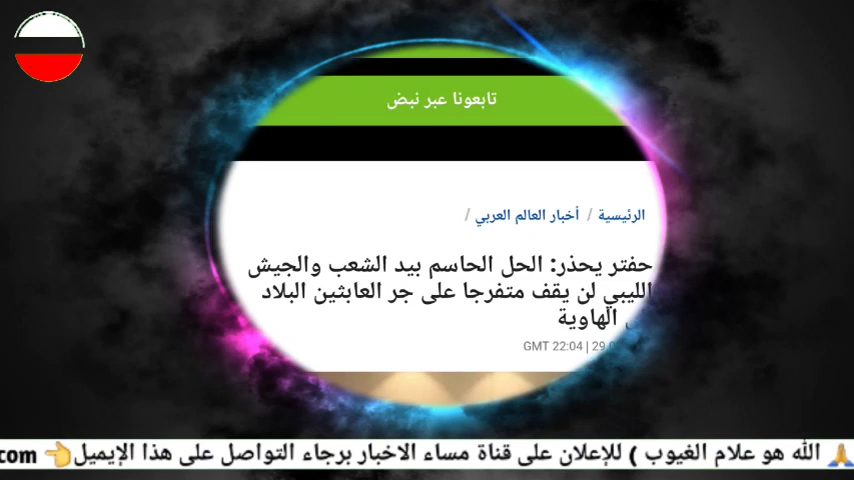 تابعونا عبر نبض
الرئيسية / أخبار العالم العربي /
حفتر يحذر: الحل الحاسم بيد الشعب والجيش
الليبي لن يقف متفرجا على جر العابثين البلاد
الهاوية
GMT 22:04 | 29.0
🙏 الله هو علام الغيوب ) للإعلان على قناة مساء الاخبار برجاء التواصل على هذا الإيميل 👈 com